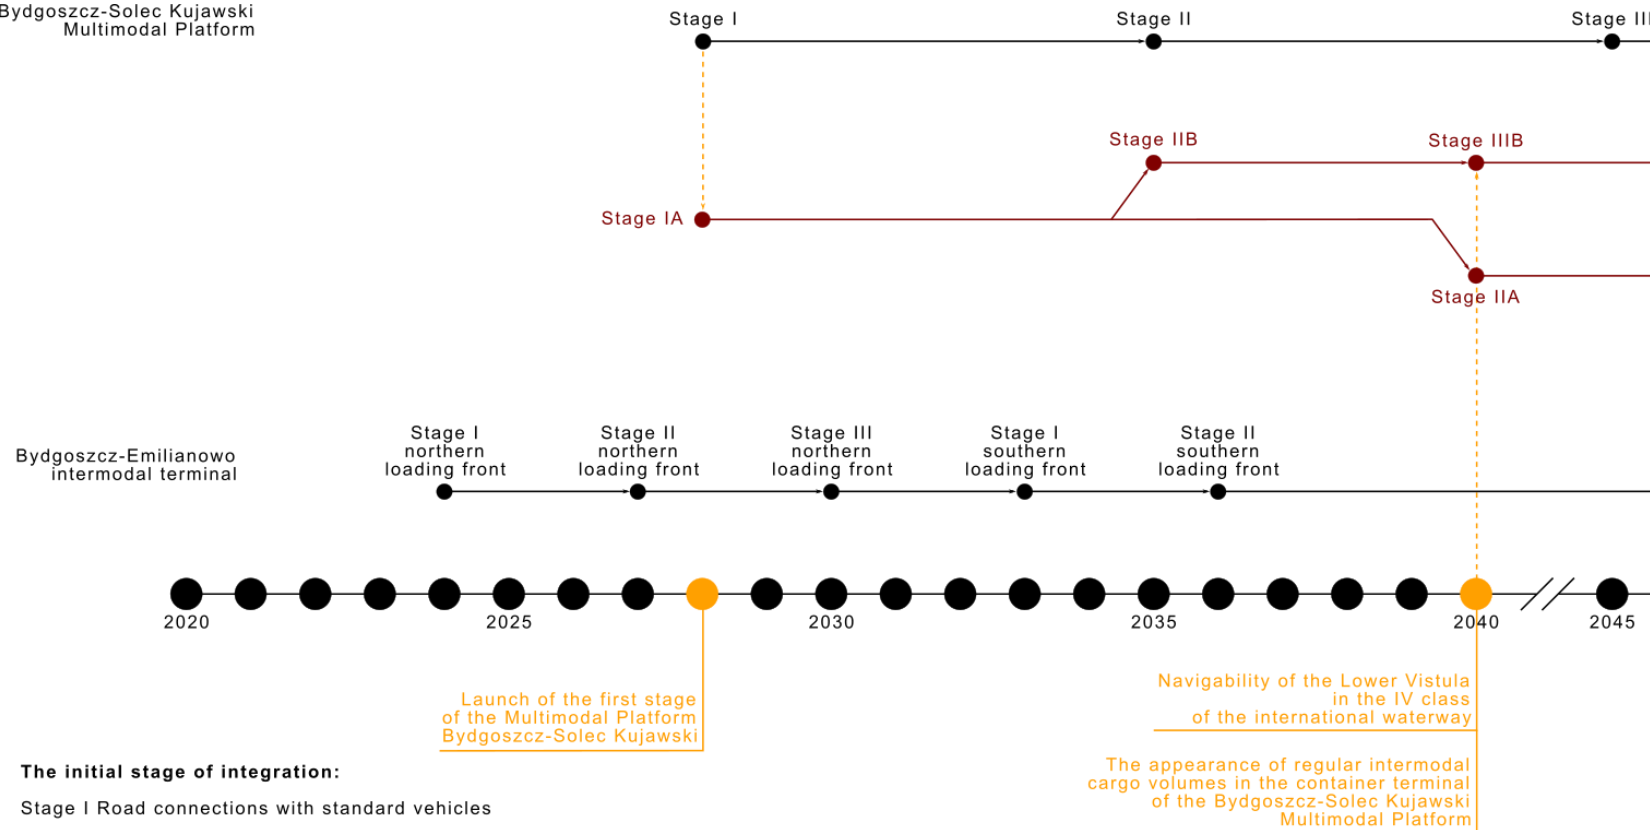 Bydgoszcz-Solec Kujawski
Multimodal Platform
Stage I
Stage II
Stage III
Stage IIB
Stage IIIB
Stage IA
Stage IIA
Bydgoszcz-Emilianowo
intermodal terminal
Stage I
northern
loading front
Stage II
northern
loading front
Stage III
northern
loading front
Stage I
southern
loading front
Stage II
southern
loading front
2020
2025
2030
2035
2040
2045
Launch of the first stage
of the Multimodal Platform
Bydgoszcz-Solec Kujawski
Navigability of the Lower Vistula
in the IV class
of the international waterway
The appearance of regular intermodal
cargo volumes in the container terminal
of the Bydgoszcz-Solec Kujawski
Multimodal Platform
The initial stage of integration:
Stage I Road connections with standard vehicles